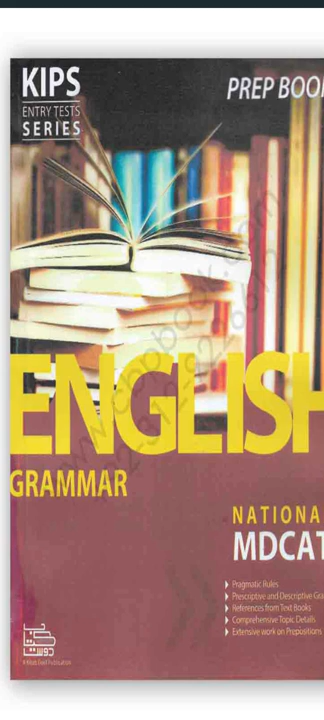 KIPS
PREP BOO
ENTRY TESTS
SERIES
ENGLISH
GRAMMAR
NATIONA
MDCAT
Pragmatic Rules
Prescriptive and Descriptive Gra
References from Text Books
Comprehensive Topic Details
Extensive work on Prepositions